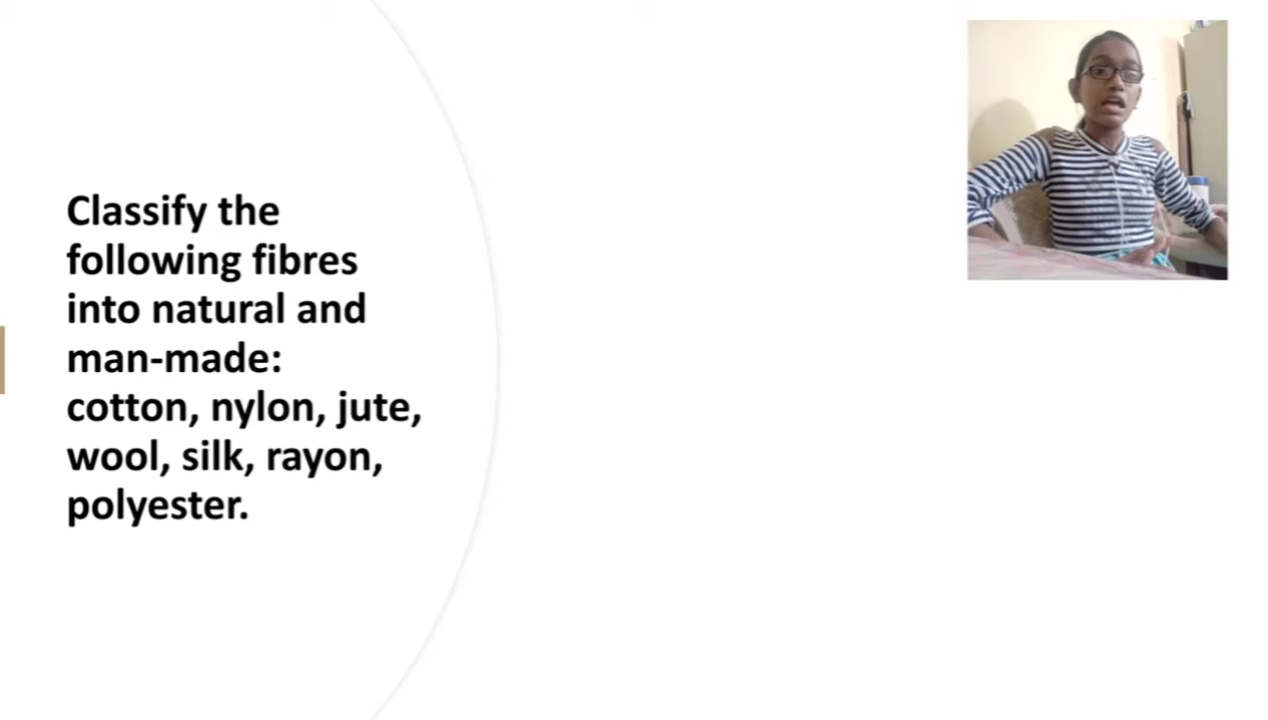 Classify the
following fibres
into natural and
man-made:
cotton, nylon, jute,
wool, silk, rayon,
polyester.